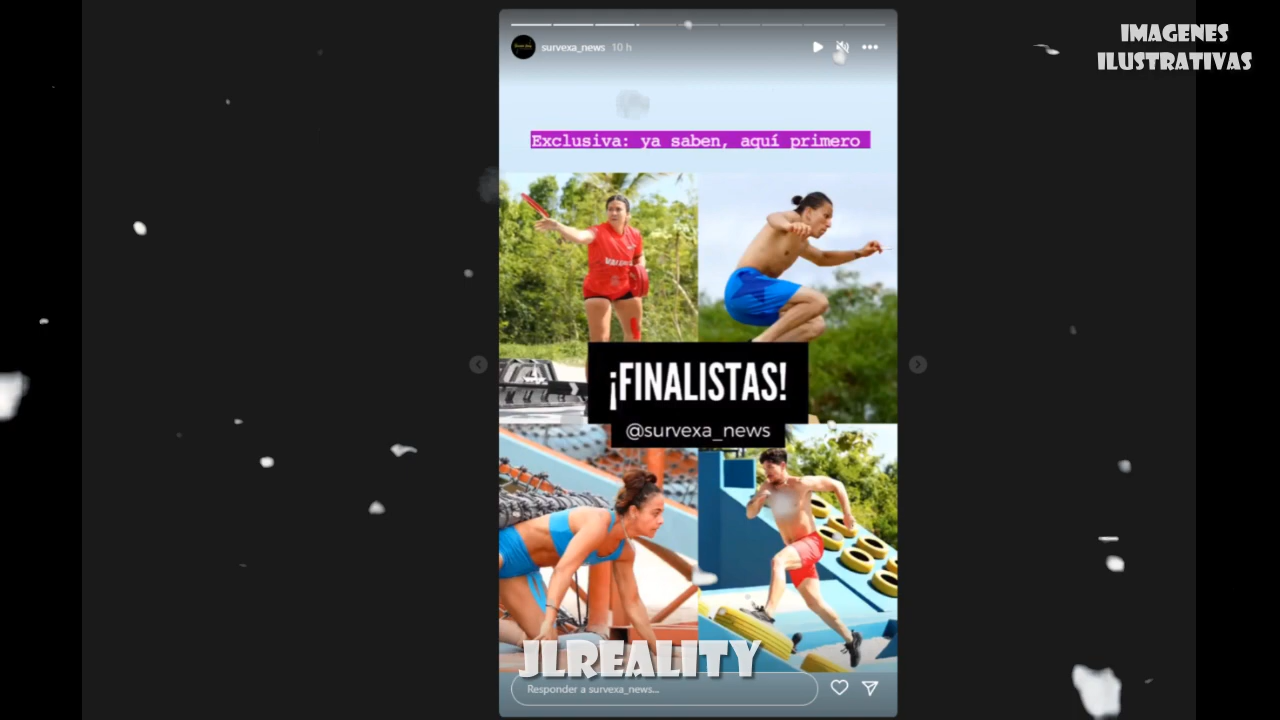 IMAGENES
ILUSTRATIVAS
survexa_news 10 h
Exclusiva: ya saben, aquí primero
¡FINALISTAS!
@survexa_news
JLREALITY
Responder a survexa_news...